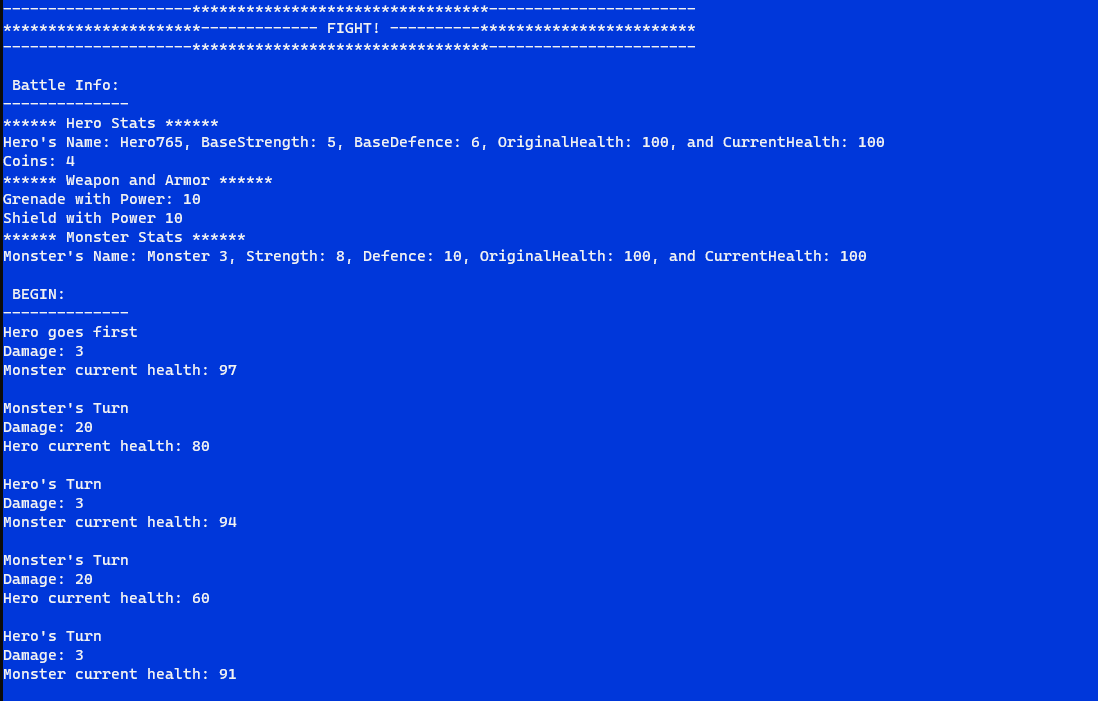 ---------------------*********************************-----------------------
**********************------------- FIGHT! ----------************************
---------------------*********************************-----------------------
Battle Info:
--------------
****** Hero Stats ******
Hero's Name: Hero765, BaseStrength: 5, BaseDefence: 6, OriginalHealth: 100, and CurrentHealth: 100
Coins: 4
****** Weapon and Armor ******
Grenade with Power: 10
Shield with Power 10
****** Monster Stats ******
Monster's Name: Monster 3, Strength: 8, Defence: 10, OriginalHealth: 100, and CurrentHealth: 100
BEGIN:
--------------
Hero goes first
Damage: 3
Monster current health: 97
Monster's Turn
Damage: 20
Hero current health: 80
Hero's Turn
Damage: 3
Monster current health: 94
Monster's Turn
Damage: 20
Hero current health: 60
Hero's Turn
Damage: 3
Monster current health: 91